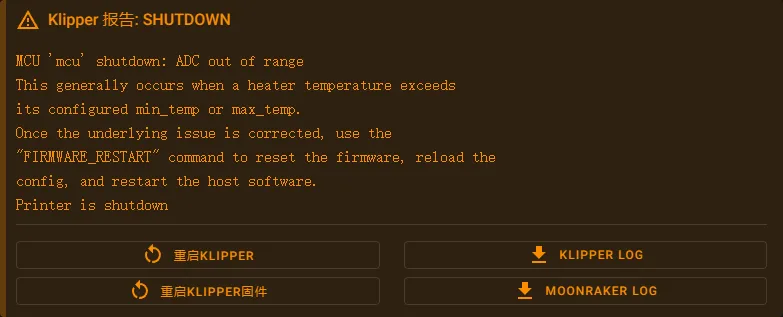 Klipper 报告: SHUTDOWN
MCU 'mcu' shutdown: ADC out of range
This generally occurs when a heater temperature exceeds
its configured min_temp or max_temp.
Once the underlying issue is corrected, use the
"FIRMWARE_RESTART" command to reset the firmware, reload the
config, and restart the host software.
Printer is shutdown
重启KLIPPER
KLIPPER LOG
重启KLIPPER固件
MOONRAKER LOG